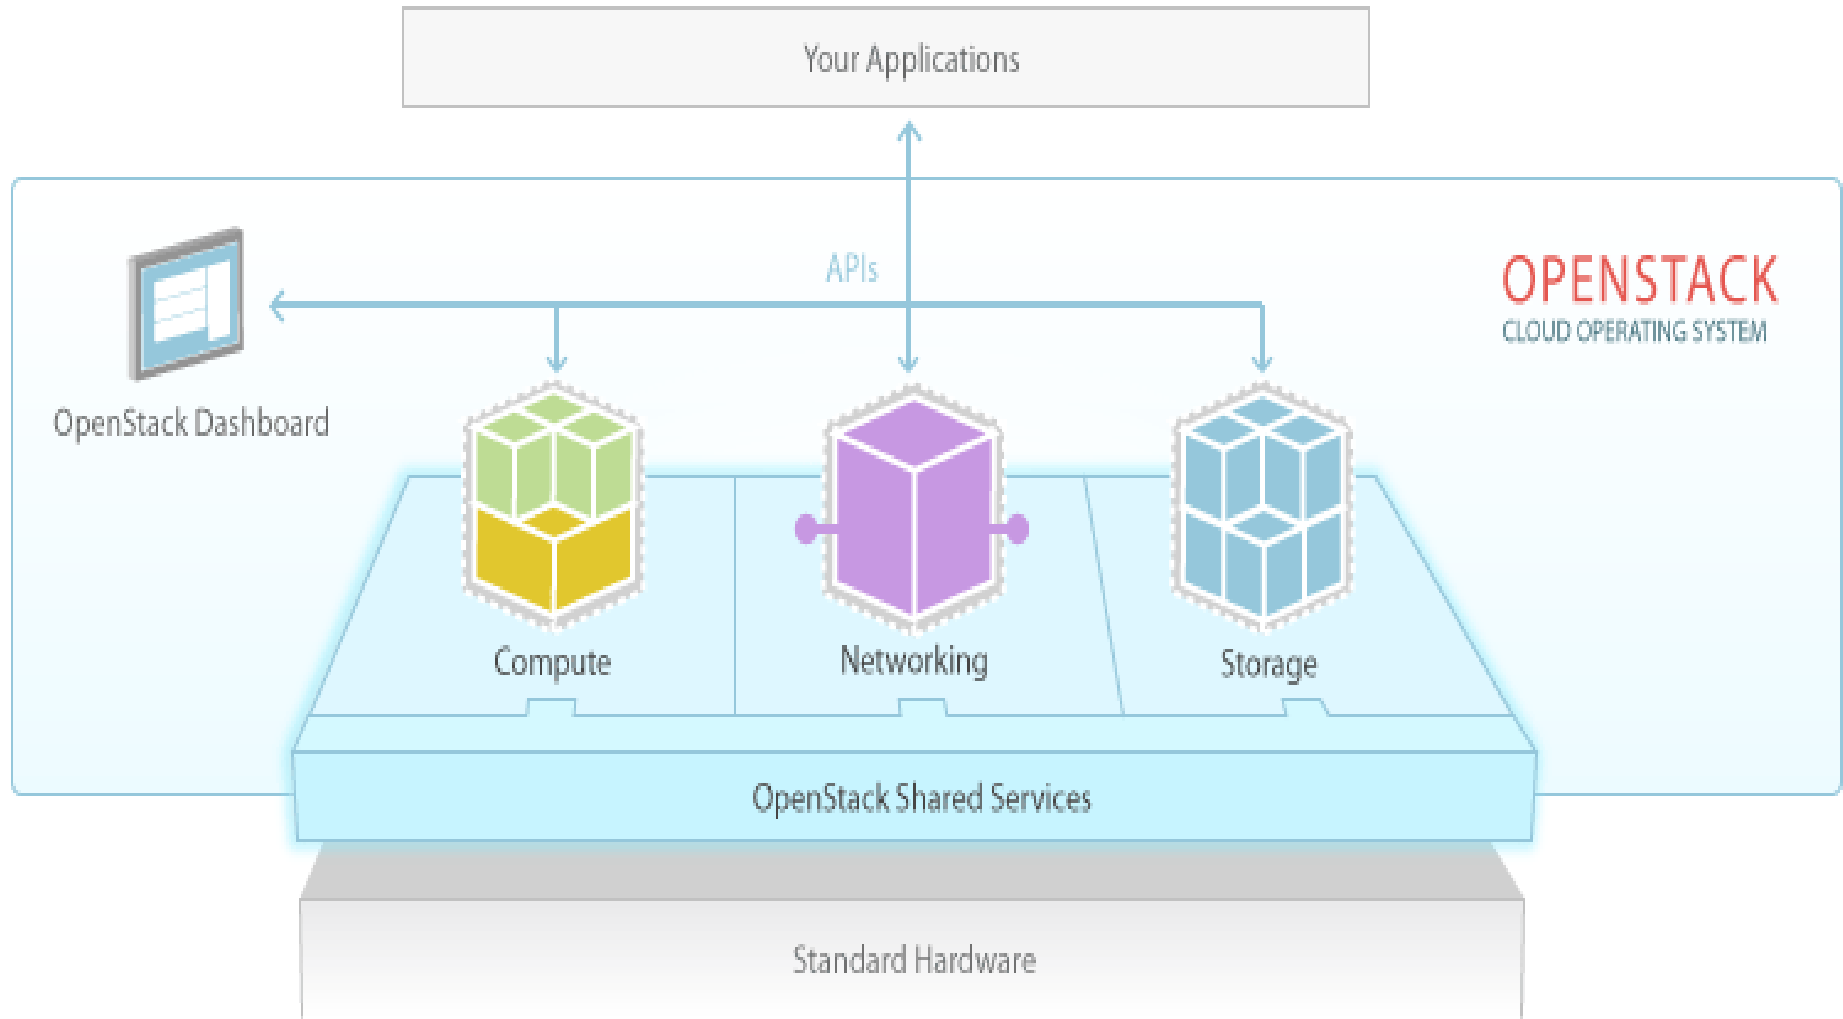 Your Applications
APIs
OPENSTACK
CLOUD OPERATING SYSTEM
OpenStack Dashboard
Compute
Networking
Storage
OpenStack Shared Services
Standard Hardware